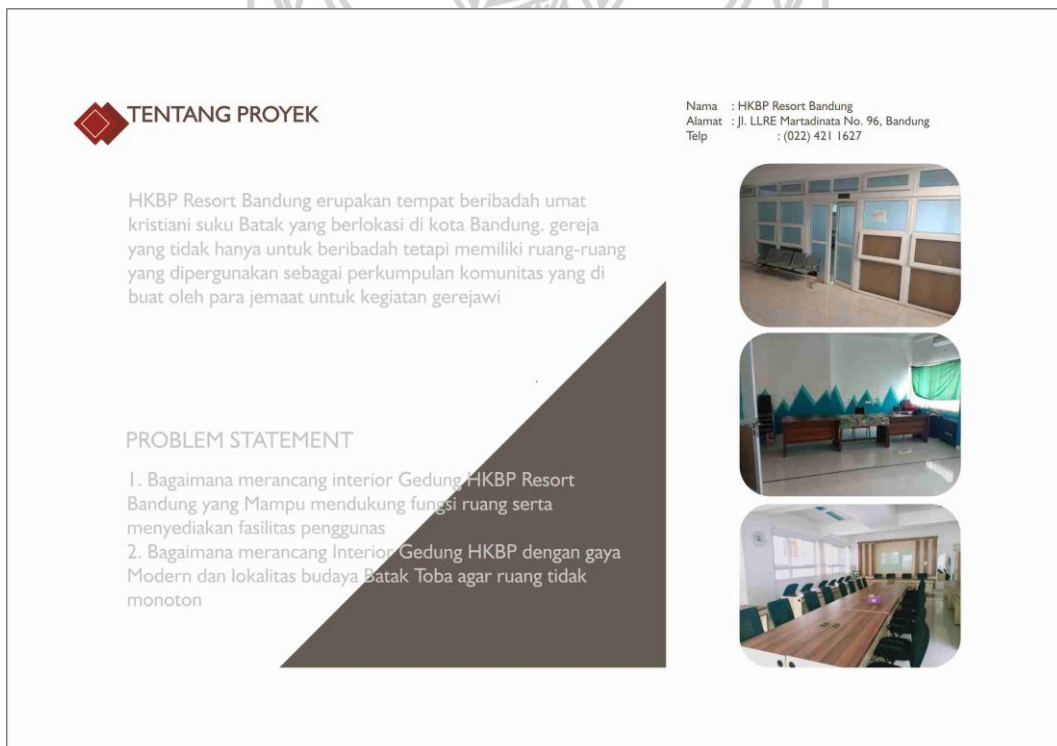 TENTANG PROYEK
Nama : HKBP Resort Bandung
Alamat : Jl. LLRE Martadinata No. 96, Bandung
Telp : (022) 421 1627
HKBP Resort Bandung erupakan tempat beribadah umat
kristiani suku Batak yang berlokasi di kota Bandung. gereja
yang tidak hanya untuk beribadah tetapi memiliki ruang-ruang
yang dipergunakan sebagai perkumpulan komunitas yang di
buat oleh para jemaat untuk kegiatan gerejawi
PROBLEM STATEMENT
1. Bagaimana merancang interior Gedung HKBP Resort
Bandung yang Mampu mendukung fungsi ruang serta
menyediakan fasilitas penggunas
2. Bagaimana merancang Interior Gedung HKBP dengan gaya
Modern dan lokalitas budaya Batak Toba agar ruang tidak
monoton